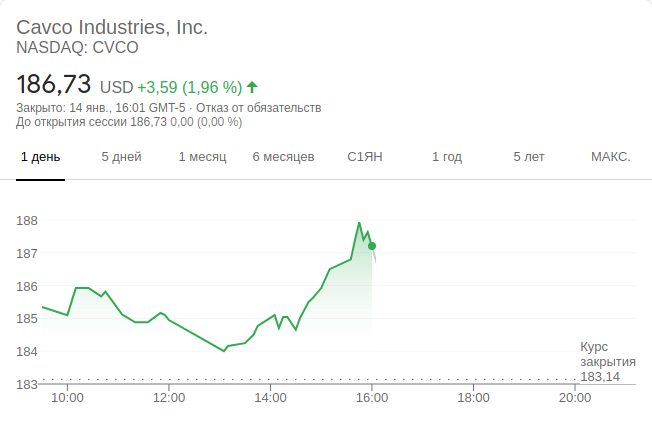 Cavco Industries, Inc.
NASDAQ: CVCO
186,73 USD +3,59 (1,96 %)
Закрыто: 14 янв., 16:01 GMT-5 · Отказ от обязательств
До открытия сессии 186,73 0,00 (0,00 %)
1 день 5 дней 1 месяц 6 месяцев С1ЯН 1 год 5 лет МАКС.
188
187
186
185
184
Курс
закрытия
183,14
183
10:00 12:00 14:00 16:00 18:00 20:00